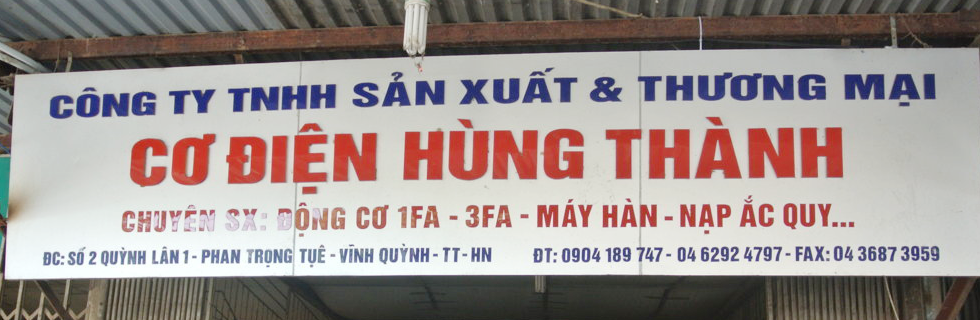 CÔNG TY TNHH SẢN XUẤT & THƯƠNG MẠI
CƠ ĐIỆN HÙNG THÀNH
CHUYÊN SX: ĐỘNG CƠ 1FA - 3FA - MÁY HÀN - NẠP ẮC QUY...
ĐC: SỐ 2 QUỲNH LÂN 1 - PHAN TRỌNG TUỆ - VĨNH QUỲNH - TT - HN ĐT: 0904 189 747 - 04 6292 4797 - FAX: 04 3687 3959